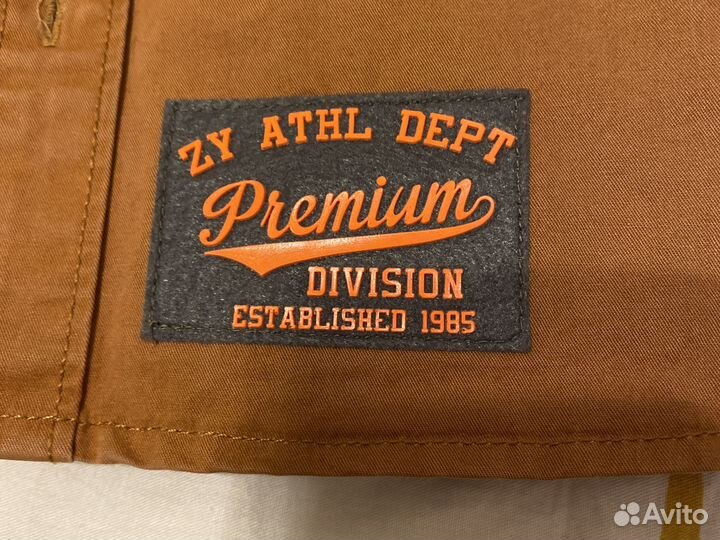 ZY ATHL DEPT
Premium
DIVISION
ESTABLISHED 1985
Avito